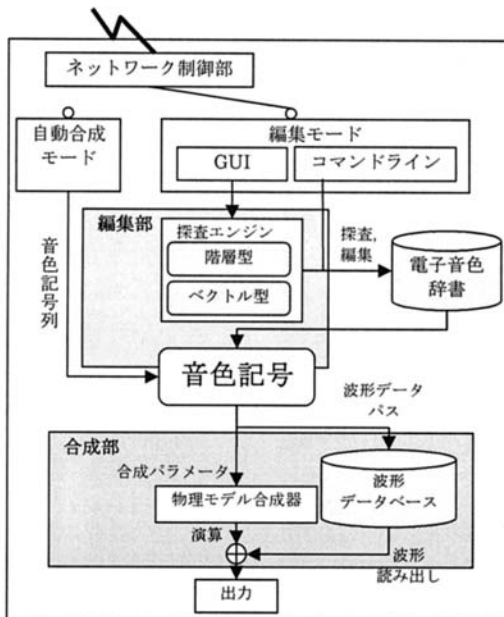 ネットワーク制御部
自動合成
モード
編集モード
GUI
コマンドライン
編集部
探査エンジン
階層型
ベクトル型
探査,
編集
電子音色
辞書
音色記号列
音色記号
波形データ
パス
合成部
合成パラメータ
物理モデル合成器
波形
データベース
演算
波形
読み出し
出力